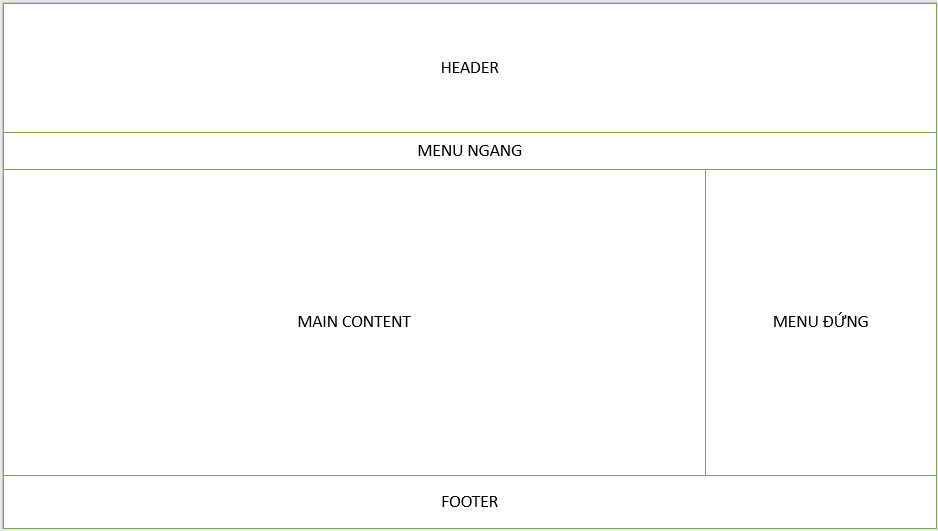 HEADER
MENU NGANG
MAIN CONTENT
MENU ĐỨNG
FOOTER